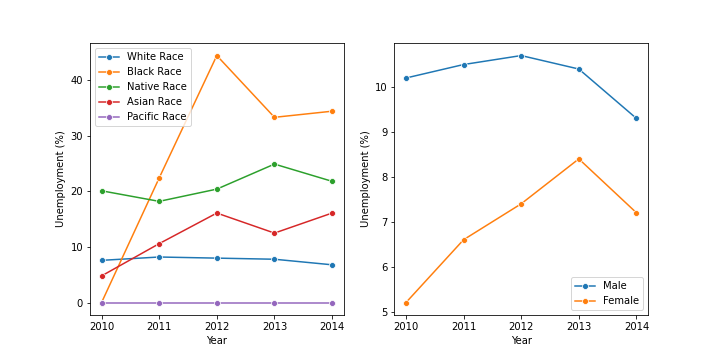 White Race
Black Race
Native Race
Asian Race
Pacific Race
Unemployment (%)
40
30
20
10
0
2010 2011 2012 2013 2014
Year
Unemployment (%)
10
9
8
7
6
5
Male
Female
2010 2011 2012 2013 2014
Year